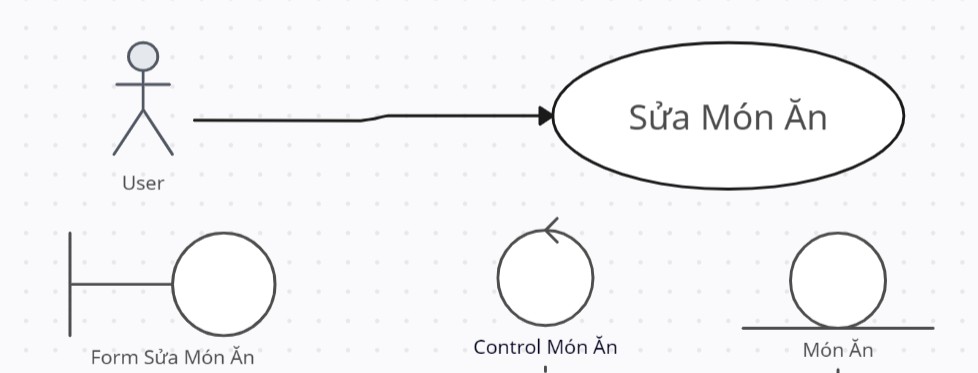 Sửa Món Ăn
User
Form Sửa Món Ăn
Control Món Ăn
Món Ăn